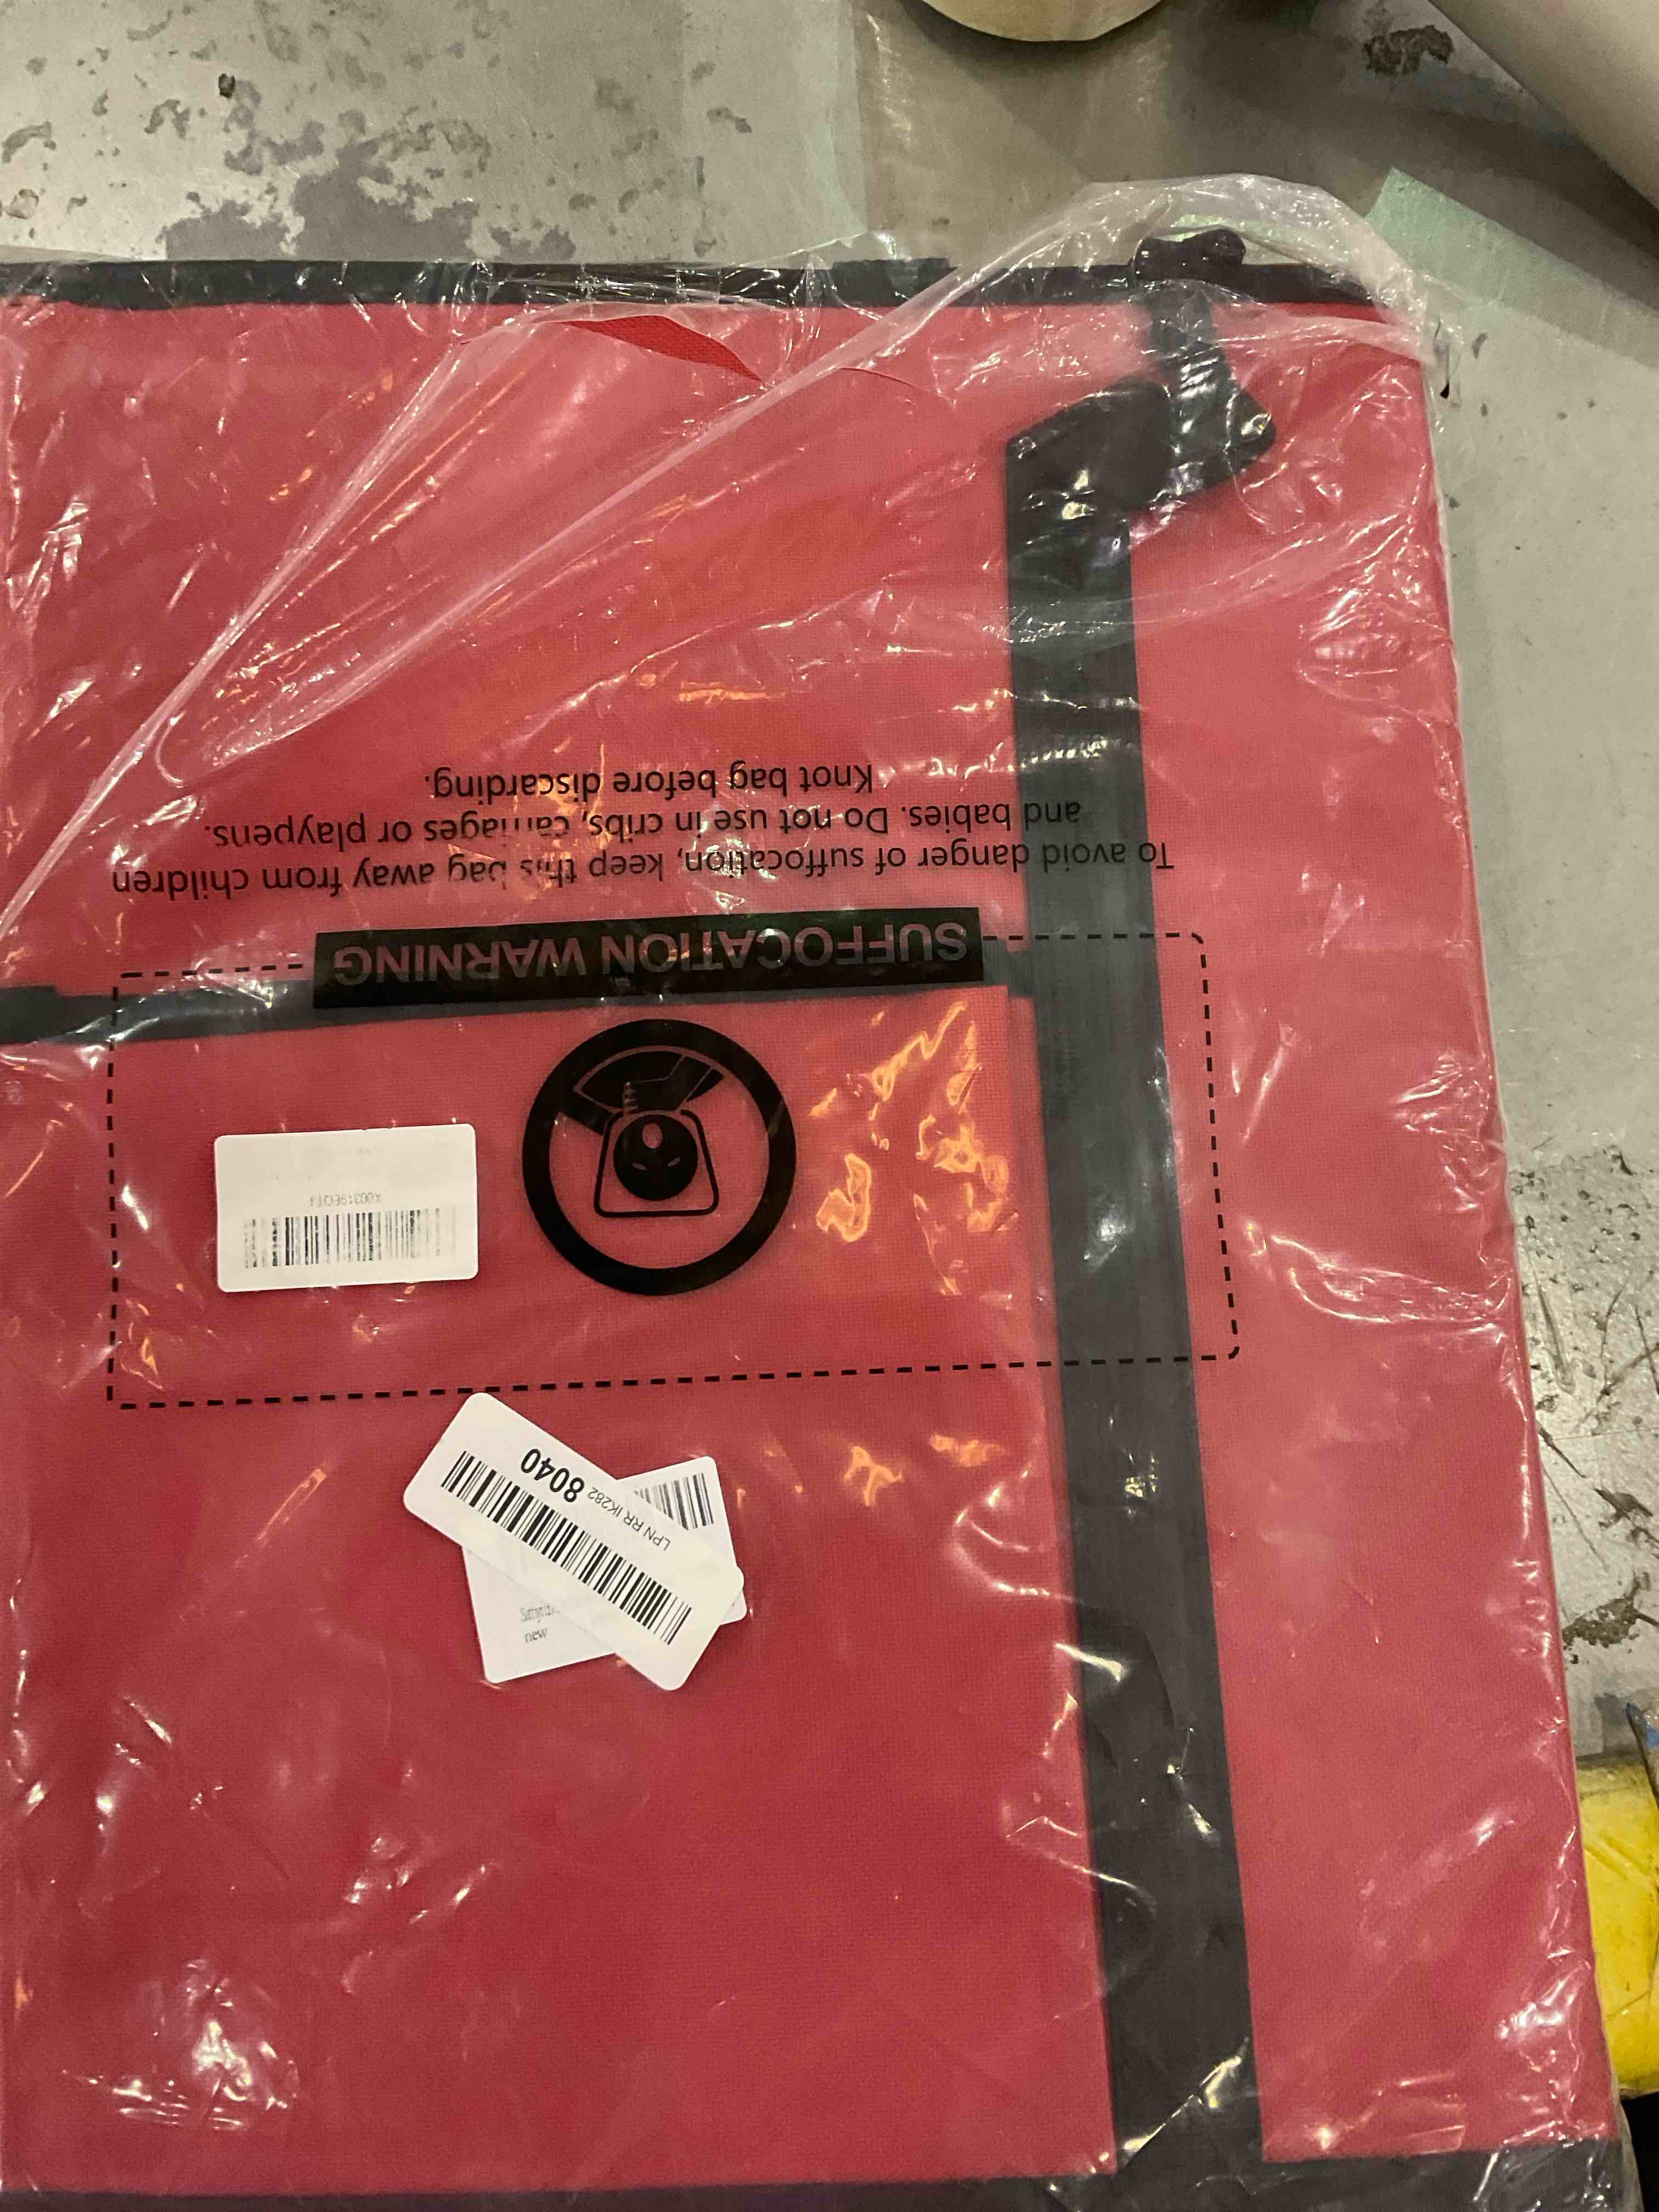 SUFFOCATION WARNING
To avoid danger of suffocation, keep this bag away from children
and babies. Do not use in cribs, carriages or playpens.
Knot bag before discarding.
LPN RR IK282 8040
new